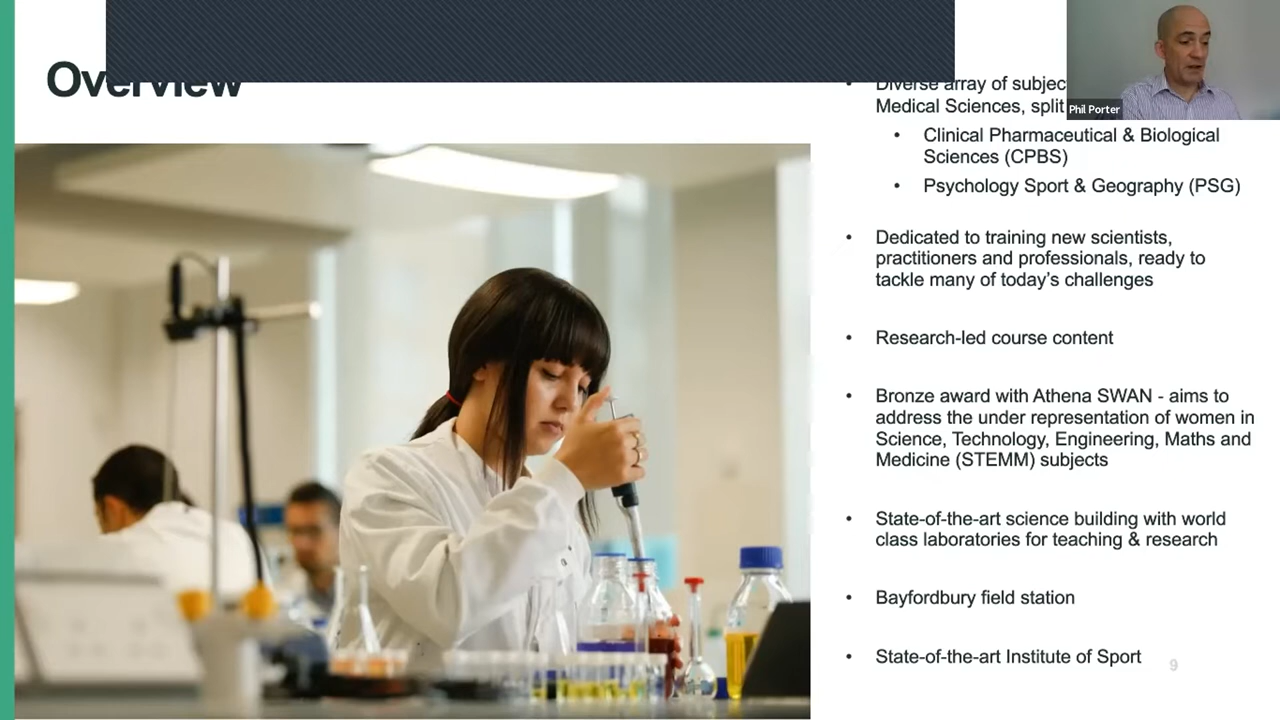 Overview
Diverse array of subjec
Medical Sciences, split
Phil Porter
• Clinical Pharmaceutical & Biological
Sciences (CPBS)
• Psychology Sport & Geography (PSG)
• Dedicated to training new scientists,
practitioners and professionals, ready to
tackle many of today's challenges
• Research-led course content
• Bronze award with Athena SWAN - aims to
address the under representation of women in
Science, Technology, Engineering, Maths and
Medicine (STEMM) subjects
• State-of-the-art science building with world
class laboratories for teaching & research
• Bayfordbury field station
• State-of-the-art Institute of Sport
9